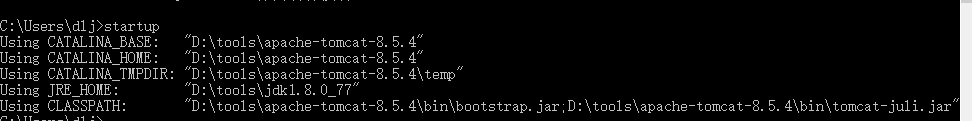 C:\Users\dlj>startup
Using CATALINA_BASE:   "D:\tools\apache-tomcat-8.5.4"
Using CATALINA_HOME:   "D:\tools\apache-tomcat-8.5.4"
Using CATALINA_TMPDIR: "D:\tools\apache-tomcat-8.5.4\temp"
Using JRE_HOME:        "D:\tools\jdk1.8.0_77"
Using CLASSPATH:       "D:\tools\apache-tomcat-8.5.4\bin\bootstrap.jar;D:\tools\apache-tomcat-8.5.4\bin\tomcat-juli.jar"
C:\Users\dlj>